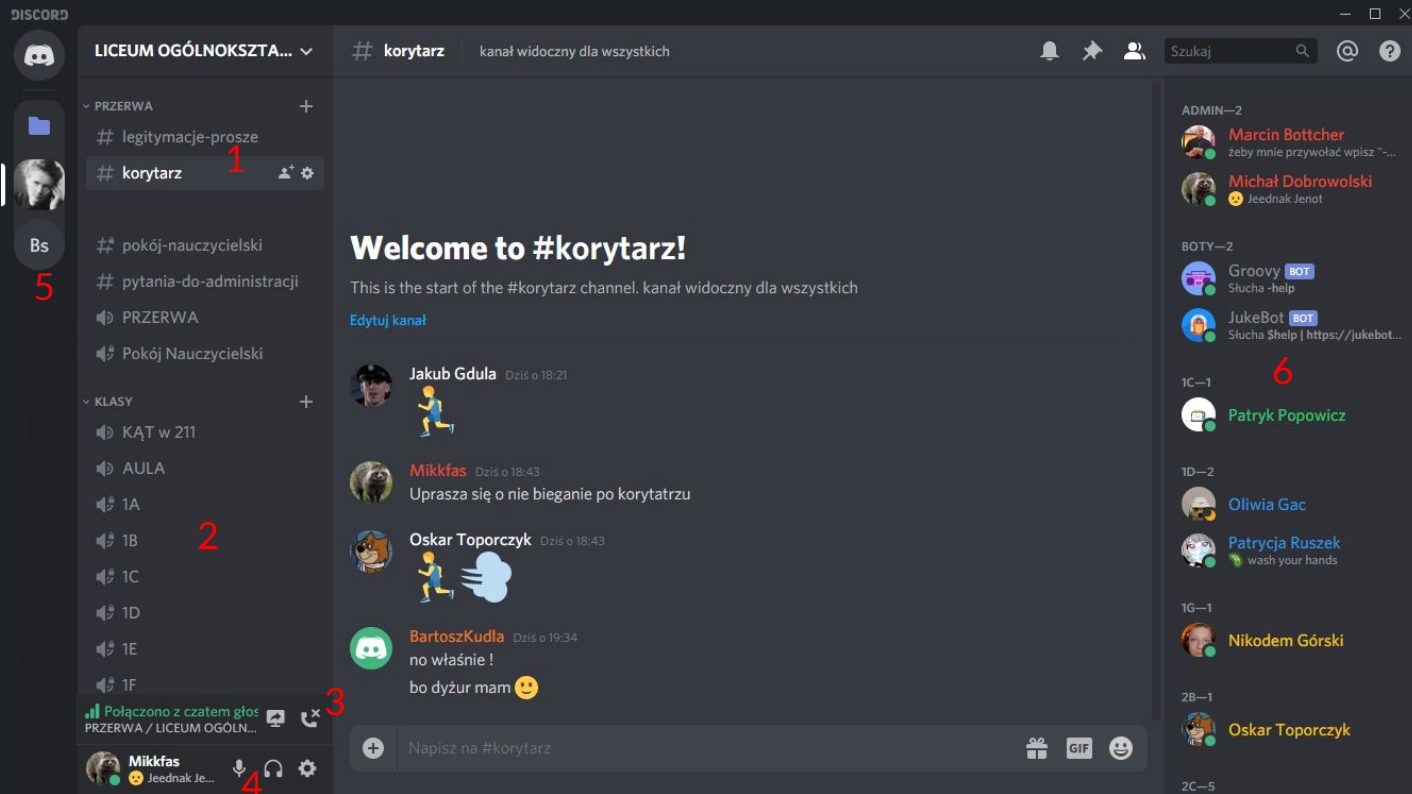 DISCORD
LICEUM OGÓLNOKSZTA...
korytarz
kanał widoczny dla wszystkich
Szukaj
PRZERWA
legitymacje-prosze
1
korytarz
pokój-nauczycielski
pytania-do-administracji
PRZERWA
Pokój Nauczycielski
KLASY
KĄT w 211
AULA
1A
1B
2
1C
1D
1E
1F
Bs
5
Połączono z czatem głos
3
PRZERWA / LICEUM OGÓLN...
Mikkfas
Jeednak Je...
4
Welcome to #korytarz!
This is the start of the #korytarz channel. kanał widoczny dla wszystkich
Edytuj kanał
Jakub Gdula Dziś o 18:21
Mikkfas Dziś o 18:43
Uprasza się o nie bieganie po korytatrzu
Oskar Toporczyk Dziś o 18:43
BartoszKudla Dziś o 19:34
no właśnie !
bo dyżur mam
Napisz na #korytarz
GIF
ADMIN—2
Marcin Bottcher
żeby mnie przywołać wpisz "-...
Michał Dobrowolski
Jeednak Jenot
BOTY—2
Groovy BOT
Słucha -help
JukeBot BOT
Słucha $help | https://jukebot...
6
1C—1
Patryk Popowicz
1D—2
Oliwia Gac
Patrycja Ruszek
wash your hands
1G—1
Nikodem Górski
2B—1
Oskar Toporczyk
2C—5